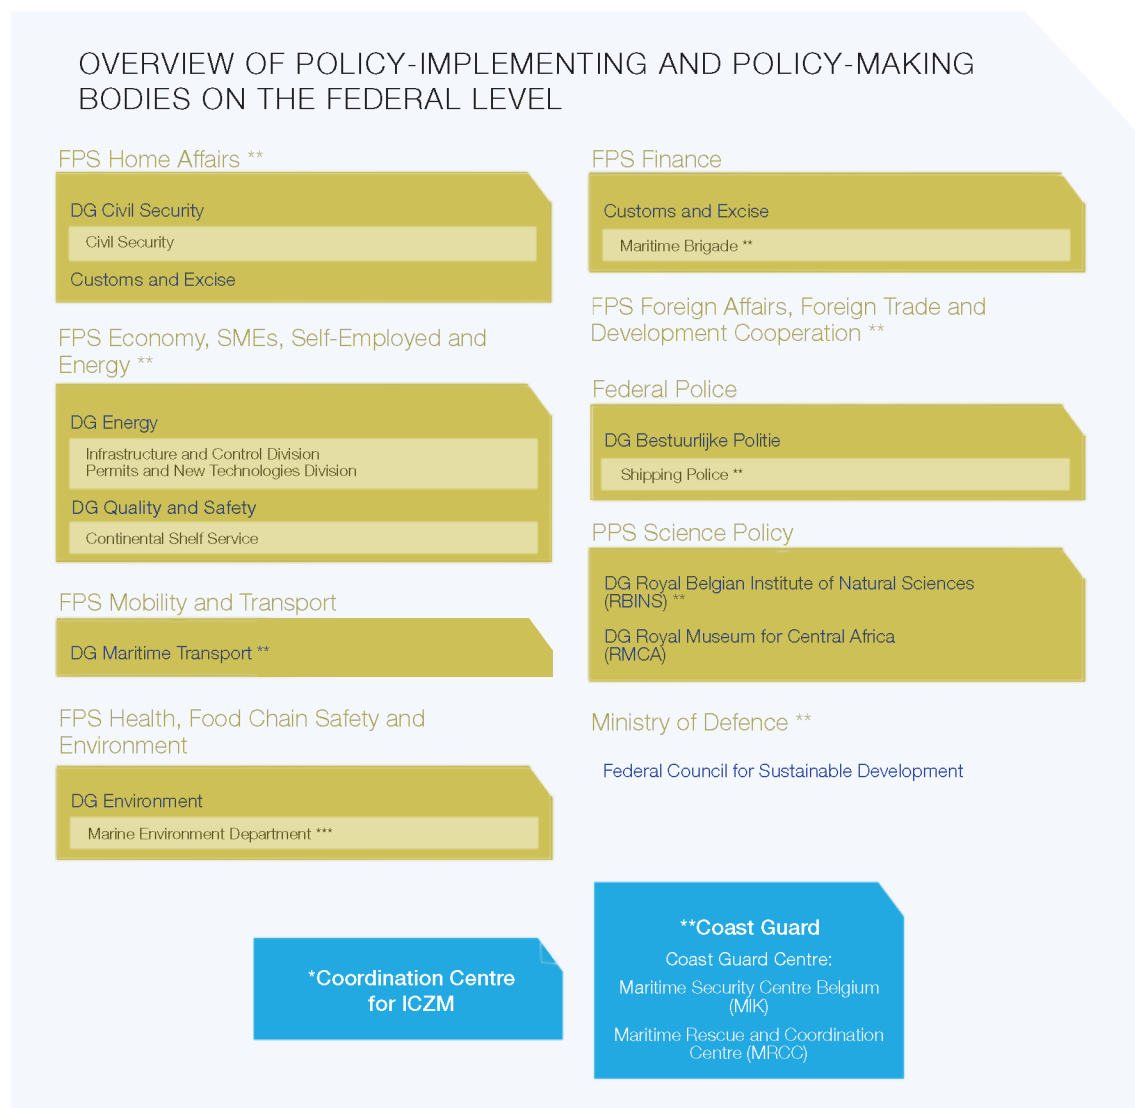 OVERVIEW OF POLICY-IMPLEMENTING AND POLICY-MAKING
BODIES ON THE FEDERAL LEVEL
FPS Home Affairs **
DG Civil Security
Civil Security
Customs and Excise
FPS Economy, SMEs, Self-Employed and
Energy **
DG Energy
Infrastructure and Control Division
Permits and New Technologies Division
DG Quality and Safety
Continental Shelf Service
FPS Mobility and Transport
DG Maritime Transport **
FPS Health, Food Chain Safety and
Environment
DG Environment
Marine Environment Department ***
FPS Finance
Customs and Excise
Maritime Brigade **
FPS Foreign Affairs, Foreign Trade and
Development Cooperation **
Federal Police
DG Bestuurlijke Politie
Shipping Police **
PPS Science Policy
DG Royal Belgian Institute of Natural Sciences
(RBINS) **
DG Royal Museum for Central Africa
(RMCA)
Ministry of Defence **
Federal Council for Sustainable Development
*Coordination Centre
for ICZM
**Coast Guard
Coast Guard Centre:
Maritime Security Centre Belgium
(MIK)
Maritime Rescue and Coordination
Centre (MRCC)